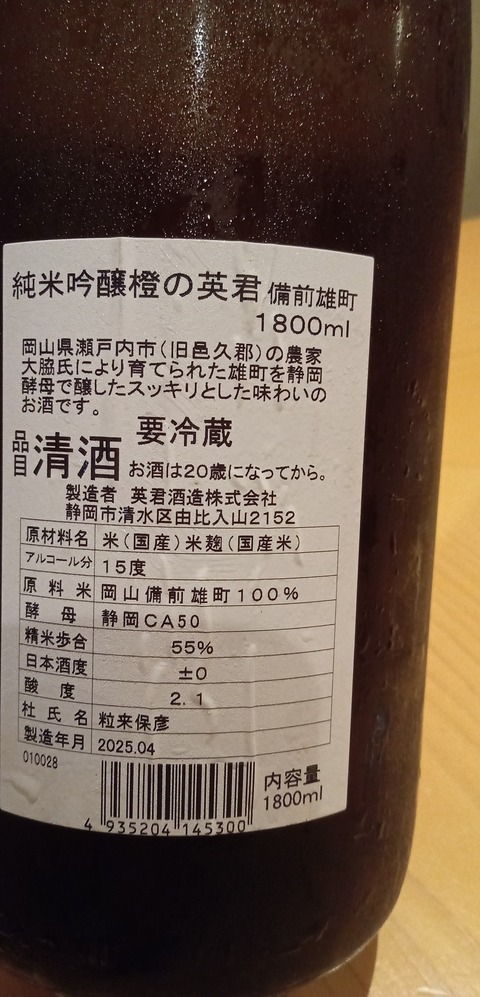 純米吟醸橙の英君 備前雄町
1800ml
岡山県瀬戸内市(旧邑久郡)の農家
大脇氏により育てられた雄町を静岡
酵母で醸したスッキリとした味わいの
お酒です。
要冷蔵
品目 清酒 お酒は20歳になってから。
製造者 英君酒造株式会社
静岡市清水区由比入山2152
原材料名 米(国産)米麹(国産米)
アルコール分 15度
原料米 岡山備前雄町100%
酵母 静岡CA50
精米歩合 55%
日本酒度 ±0
酸度 2.1
杜氏名 粒来保彦
製造年月 2025.04
010028
内容量
1800ml
4 935204 145300